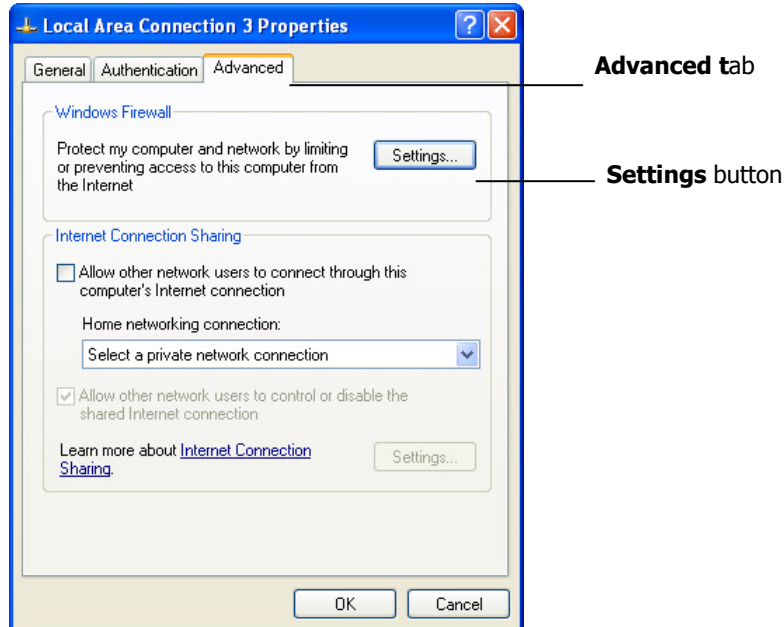 Local Area Connection 3 Properties
General Authentication Advanced
Advanced tab
Windows Firewall
Protect my computer and network by limiting
or preventing access to this computer from
the Internet
Settings...
Settings button
Internet Connection Sharing
Allow other network users to connect through this
computer's Internet connection
Home networking connection:
Select a private network connection
Allow other network users to control or disable the
shared Internet connection
Learn more about Internet Connection
Sharing.
Settings...
OK Cancel